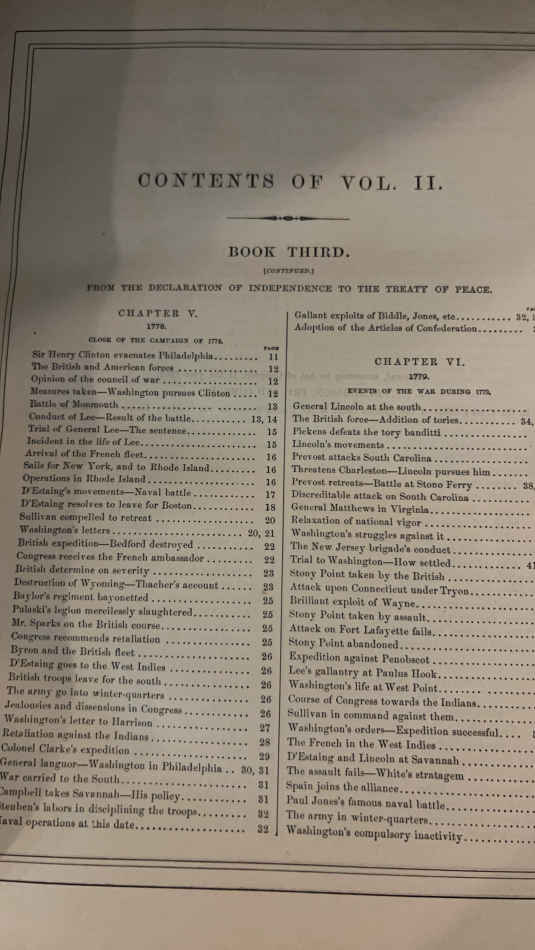 CONTENTS OF VOL. II.
BOOK THIRD.
[CONTINUED.]
FROM THE DECLARATION OF INDEPENDENCE TO THE TREATY OF PEACE.
CHAPTER V.
1778.
CLOSE OF THE CAMPAIGN OF 1778.
PAGE
Sir Henry Clinton evacuates Philadelphia......... 11
The British and American forces ................ 12
Opinion of the council of war ................... 12
Measures taken—Washington pursues Clinton ..... 12
Battle of Monmouth ............................ 13
Conduct of Lee—Result of the battle............ 13, 14
Trial of General Lee—The sentence............... 15
Incident in the life of Lee....................... 15
Arrival of the French fleet....................... 16
Sails for New York, and to Rhode Island......... 16
Operations in Rhode Island...................... 16
D'Estaing's movements—Naval battle ............ 17
D'Estaing resolves to leave for Boston............ 18
Sullivan compelled to retreat .................... 20
Washington's letters........................... 20, 21
British expedition—Bedford destroyed ........... 22
Congress receives the French ambassador......... 22
British determine on severity .................... 23
Destruction of Wyoming—Thacher's account ...... 23
Baylor's regiment bayonetted .................... 25
Pulaski's legion mercilessly slaughtered........... 25
Mr. Sparks on the British course.................. 25
Congress recommends retaliation ................ 25
Byron and the British fleet ...................... 26
D'Estaing goes to the West Indies ................ 26
British troops leave for the south................. 26
The army go into winter-quarters ................ 26
Jealousies and dissensions in Congress............. 26
Washington's letter to Harrison................... 27
Retaliation against the Indians................... 28
Colonel Clarke's expedition ...................... 29
General languor—Washington in Philadelphia .. 30, 31
War carried to the South......................... 31
Campbell takes Savannah—His policy............. 31
Steuben's labors in disciplining the troops......... 32
Naval operations at this date..................... 32
Gallant exploits of Biddle, Jones, etc........... 32,
Adoption of the Articles of Confederation.........
CHAPTER VI.
1779.
EVENTS OF THE WAR DURING 1779.
General Lincoln at the south....................
The British force—Addition of tories........... 34,
Pickens defeats the tory banditti ................
Lincoln's movements ..........................
Prevost attacks South Carolina ..................
Threatens Charleston—Lincoln pursues him .......
Prevost retreats—Battle at Stono Ferry ......... 38,
Discreditable attack on South Carolina ..........
General Matthews in Virginia....................
Relaxation of national vigor ....................
Washington's struggles against it ................
The New Jersey brigade's conduct................
Trial to Washington—How settled............... 41
Stony Point taken by the British ................
Attack upon Connecticut under Tryon............
Brilliant exploit of Wayne.......................
Stony Point taken by assault.....................
Attack on Fort Lafayette fails....................
Stony Point abandoned.........................
Expedition against Penobscot ...................
Lee's gallantry at Paulus Hook...................
Washington's life at West Point..................
Course of Congress towards the Indians...........
Sullivan in command against them................
Washington's orders—Expedition successful....
The French in the West Indies ..................
D'Estaing and Lincoln at Savannah ..............
The assault fails—White's stratagem .............
Spain joins the alliance.........................
Paul Jones's famous naval battle.................
The army in winter-quarters.....................
Washington's compulsory inactivity...............